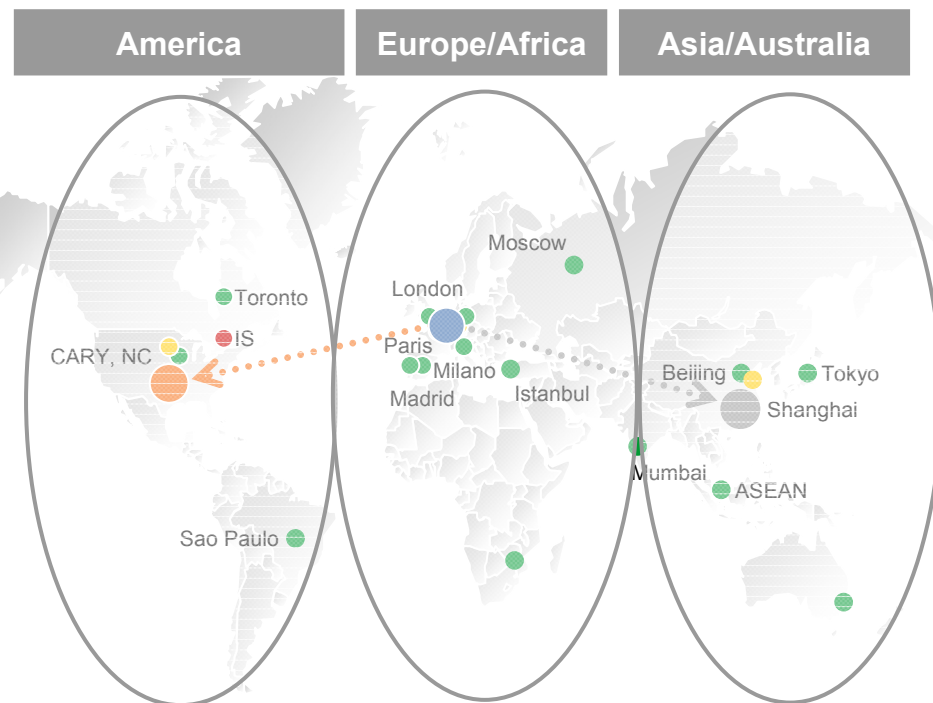 America
Europe/Africa
Asia/Australia
Moscow
London
Toronto
IS
CARY, NC
Paris
Milano
Madrid
Istanbul
Beijing
Tokyo
Shanghai
Mumbai
ASEAN
Sao Paulo